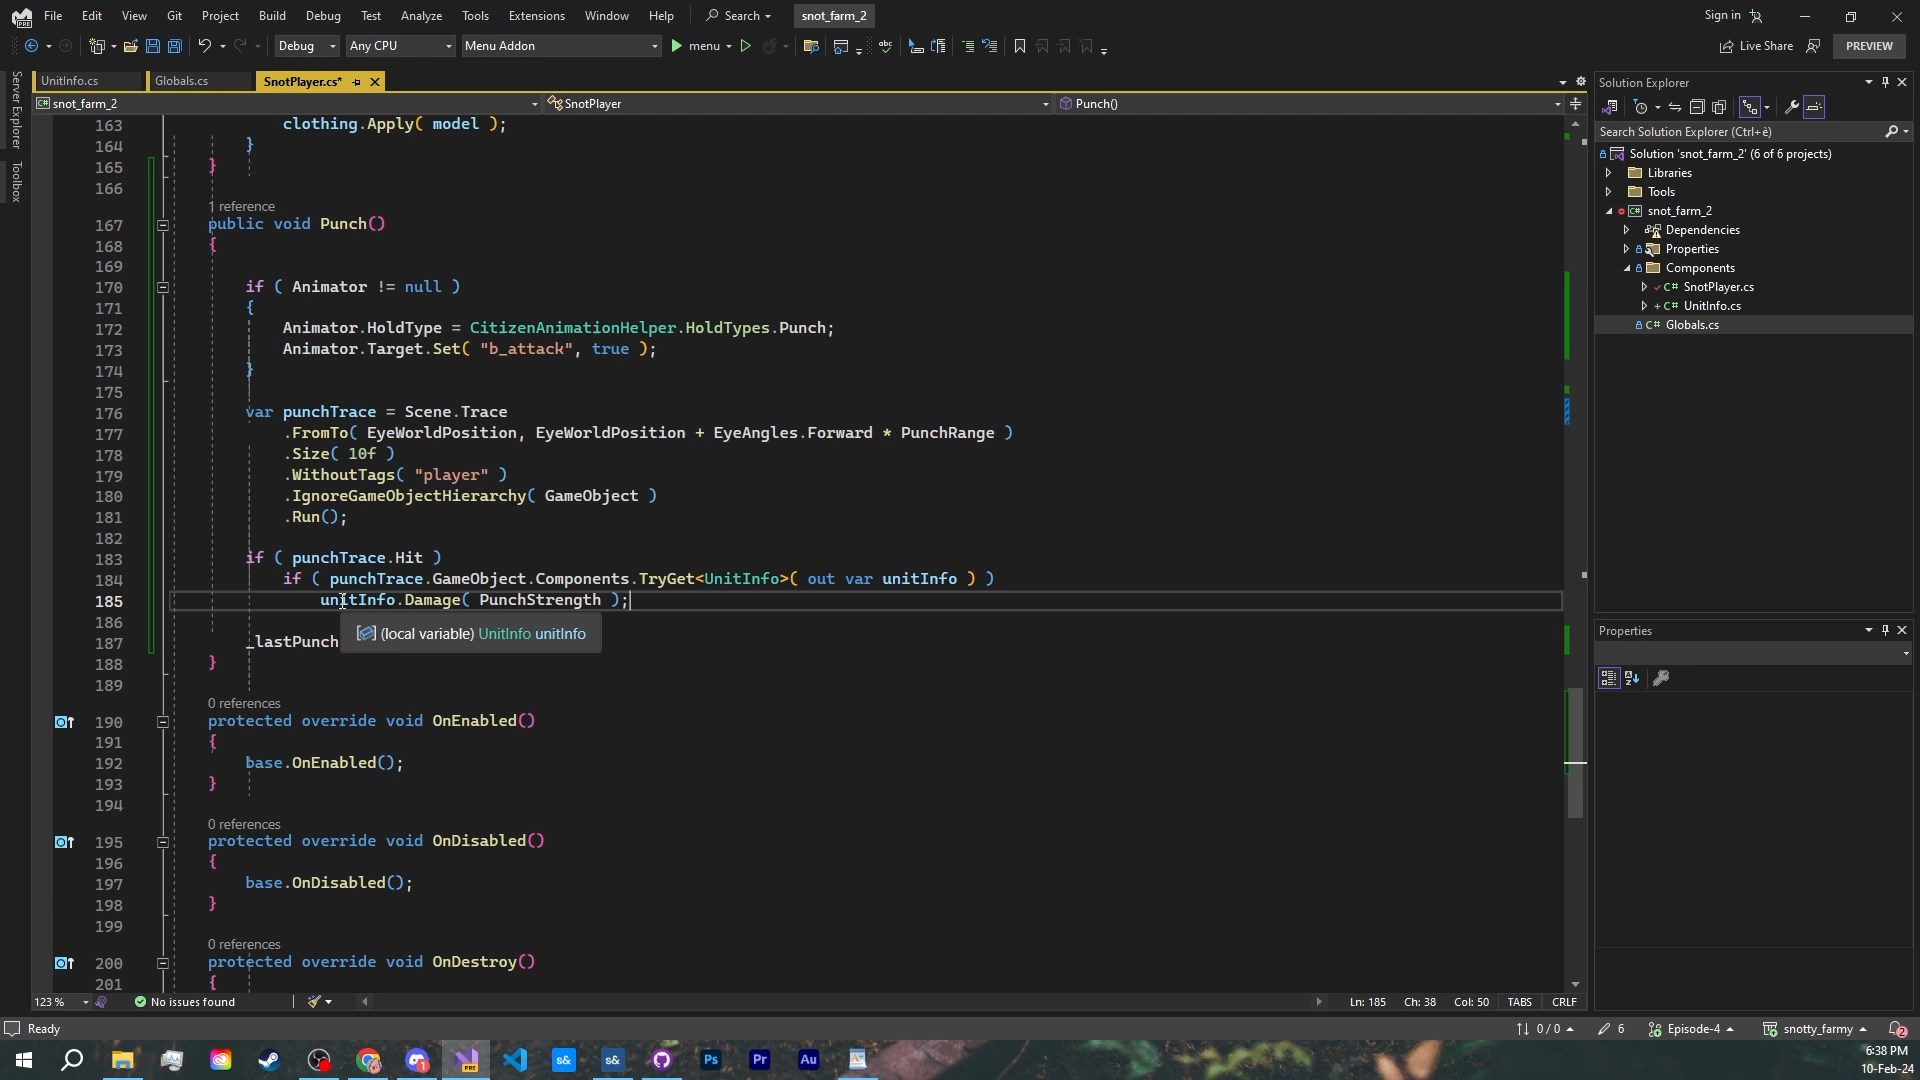 File Edit View Git Project Build Debug Test Analyze Tools Extensions Window Help Search snot_farm_2 Sign in
Debug Any CPU Menu Addon menu Live Share PREVIEW
UnitInfo.cs Globals.cs SnotPlayer.cs*
snot_farm_2 SnotPlayer Punch()
Server Explorer
Toolbox
163 clothing.Apply( model );
164 }
165 }
166
1 reference
167 public void Punch()
168 {
169
170 if ( Animator != null )
171 {
172 Animator.HoldType = CitizenAnimationHelper.HoldTypes.Punch;
173 Animator.Target.Set( "b_attack", true );
174 }
175
176 var punchTrace = Scene.Trace
177 .FromTo( EyeWorldPosition, EyeWorldPosition + EyeAngles.Forward * PunchRange )
178 .Size( 10f )
179 .WithoutTags( "player" )
180 .IgnoreGameObjectHierarchy( GameObject )
181 .Run();
182
183 if ( punchTrace.Hit )
184 if ( punchTrace.GameObject.Components.TryGet<UnitInfo>( out var unitInfo ) )
185 unitInfo.Damage( PunchStrength );
186
(local variable) UnitInfo unitInfo
187 _lastPunch
188 }
189
0 references
190 protected override void OnEnabled()
191 {
192 base.OnEnabled();
193 }
194
0 references
195 protected override void OnDisabled()
196 {
197 base.OnDisabled();
198 }
199
0 references
200 protected override void OnDestroy()
201 {
123 % No issues found Ln: 185 Ch: 38 Col: 50 TABS CRLF
Solution Explorer
Search Solution Explorer (Ctrl+è)
Solution 'snot_farm_2' (6 of 6 projects)
Libraries
Tools
snot_farm_2
Dependencies
Properties
Components
SnotPlayer.cs
UnitInfo.cs
Globals.cs
Properties
Ready 0 / 0 6 Episode-4 snotty_farmy 2
PRE s& s& Ps Pr Au
6:38 PM
10-Feb-24